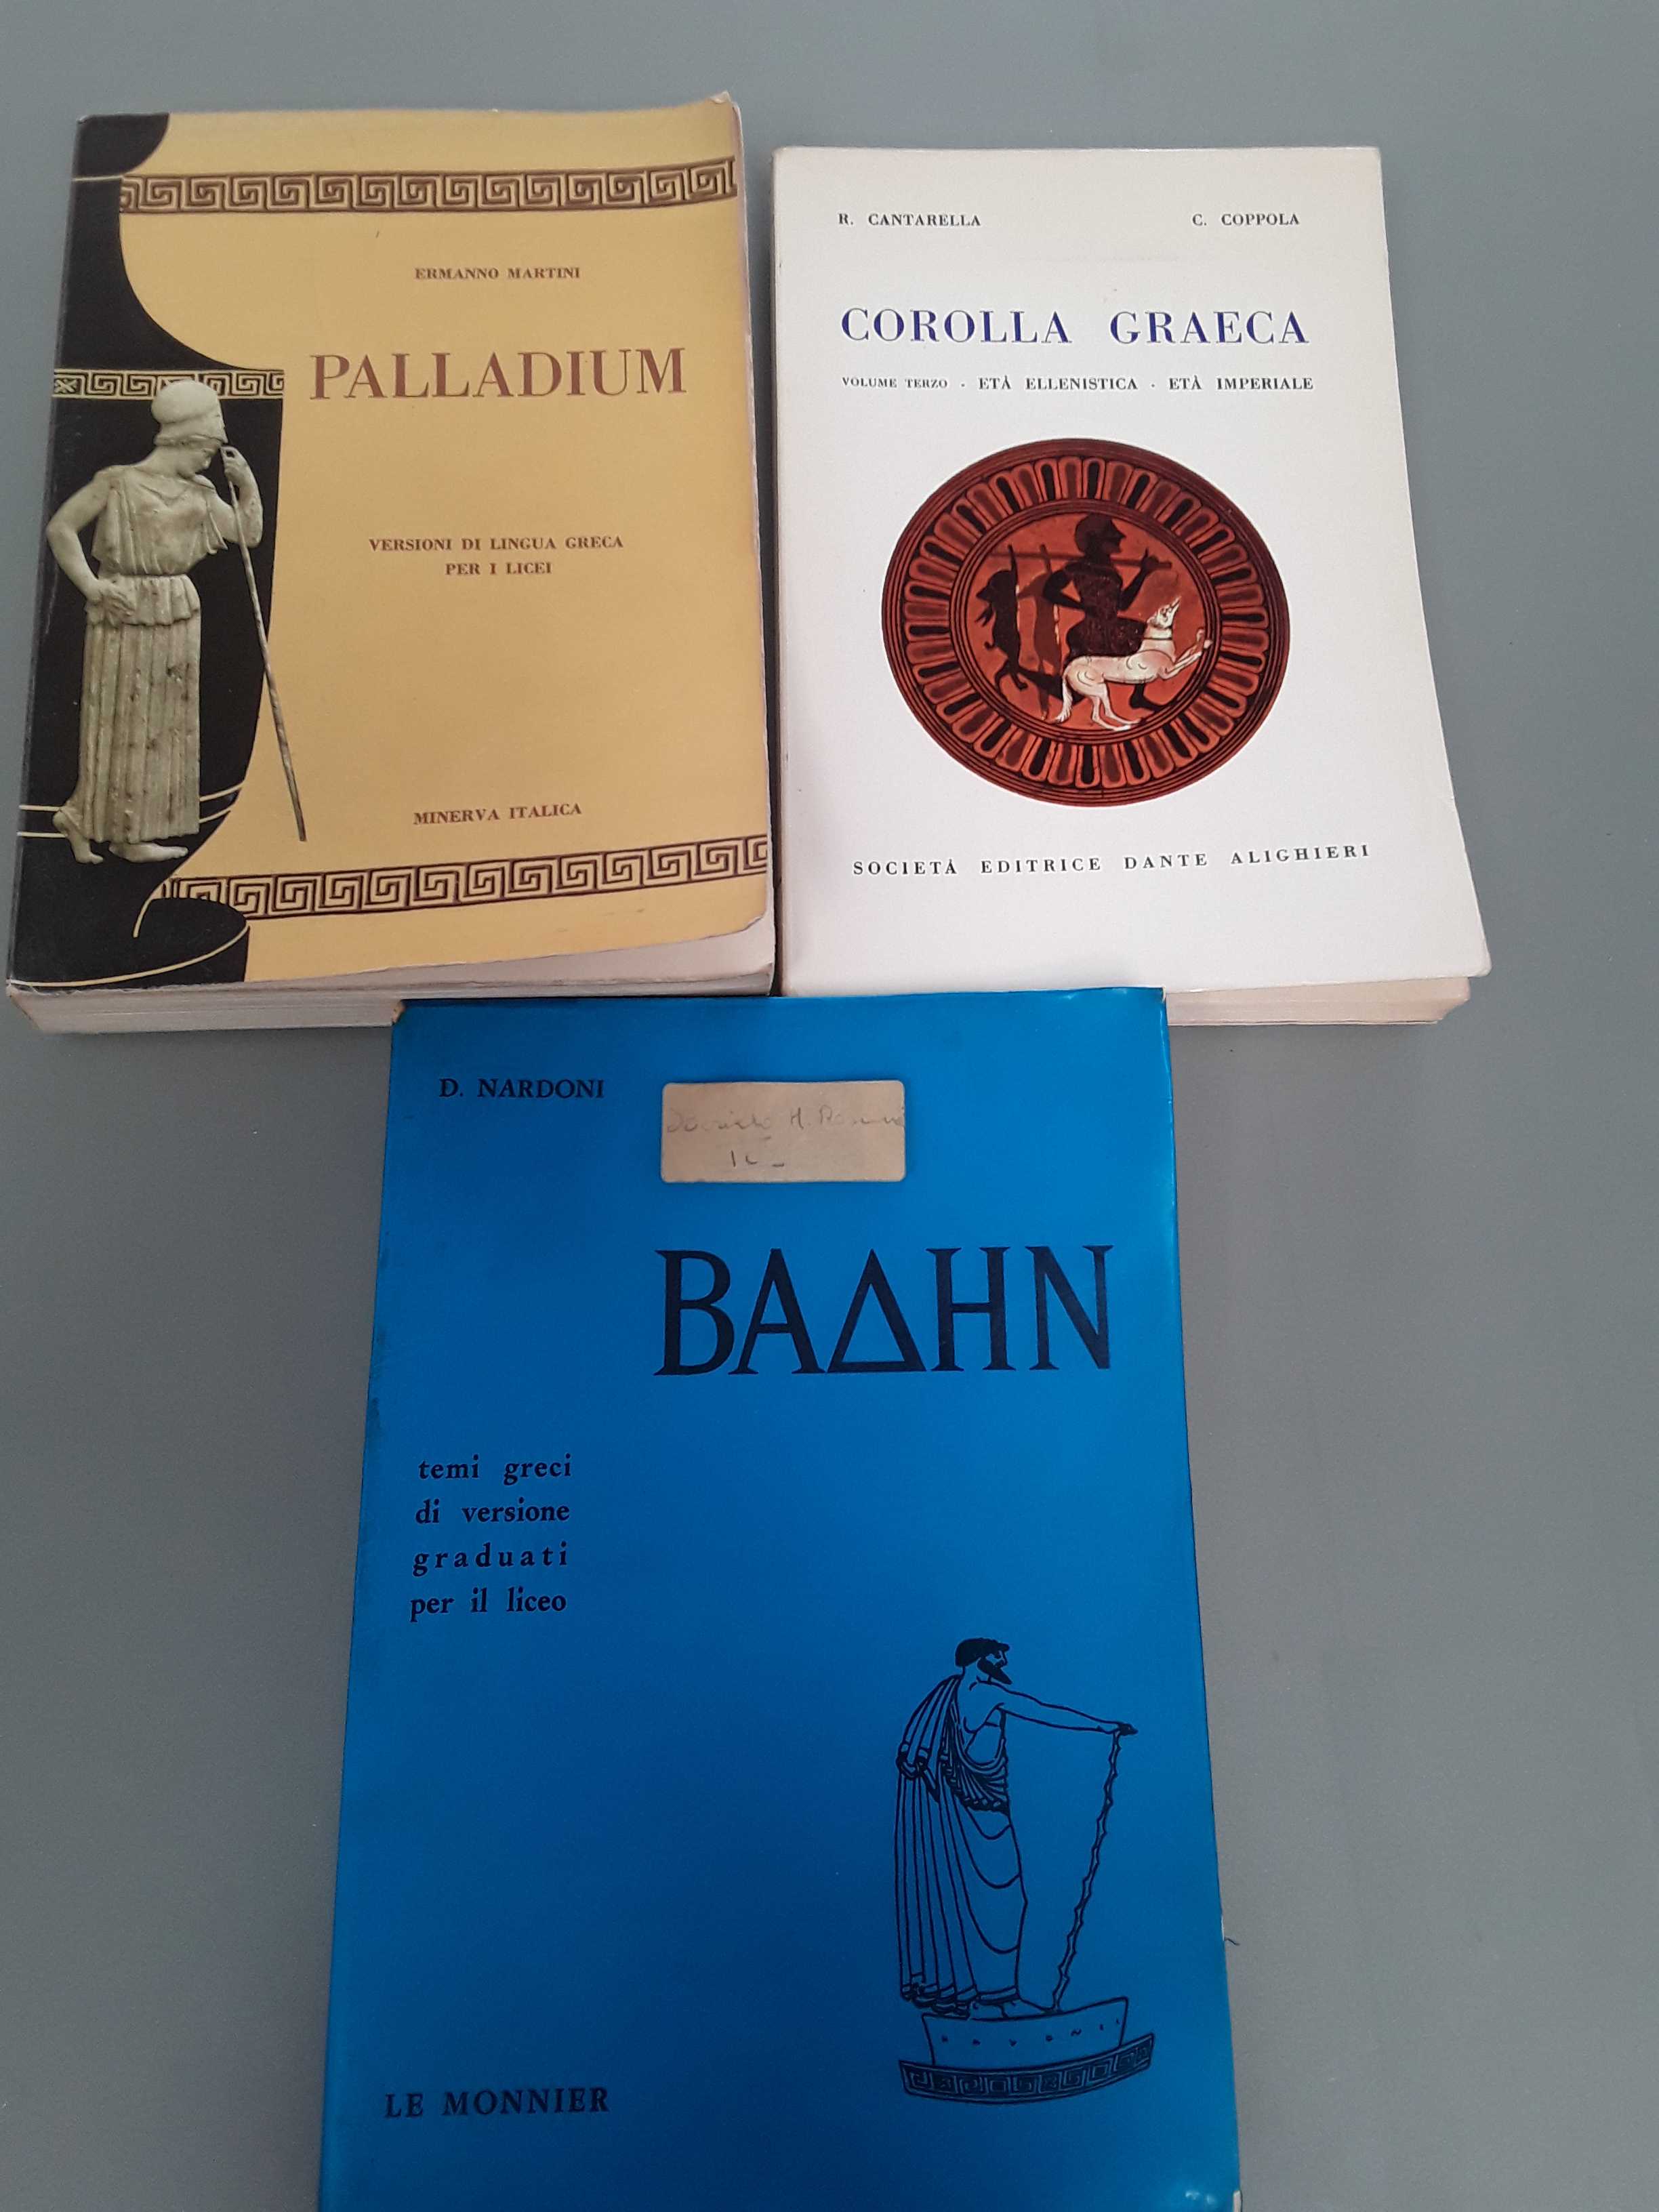 ERMANNO MARTINI
PALLADIUM
VERSIONI DI LINGUA GRECA
PER I LICEI
MINERVA ITALICA
R. CANTARELLA C. COPPOLA
COROLLA GRAECA
VOLUME TERZO - ETÀ ELLENISTICA - ETÀ IMPERIALE
SOCIETÀ EDITRICE DANTE ALIGHIERI
D. NARDONI
ΒΑΔΗΝ
temi greci
di versione
graduati
per il liceo
LE MONNIER